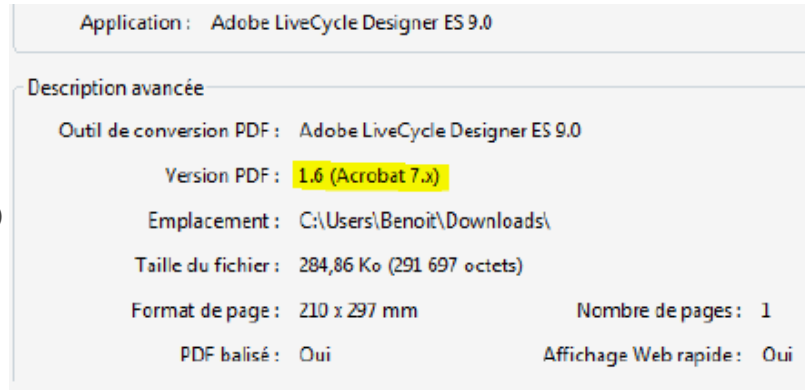 Application : Adobe LiveCycle Designer ES 9.0
Description avancée
Outil de conversion PDF : Adobe LiveCycle Designer ES 9.0
Version PDF : 1.6 (Acrobat 7.x)
Emplacement : C:\Users\Benoit\Downloads\
Taille du fichier : 284,86 Ko (291 697 octets)
Format de page : 210 x 297 mm Nombre de pages : 1
PDF balisé : Oui Affichage Web rapide : Oui